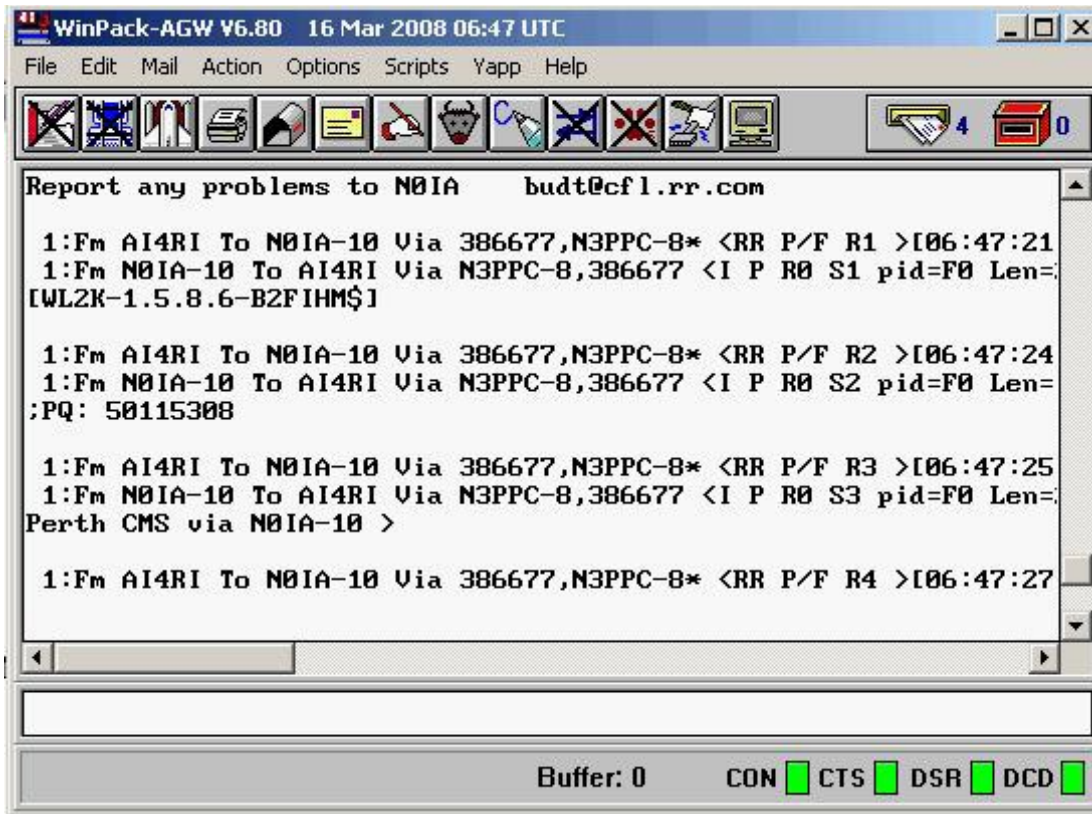 WinPack-AGW V6.80 16 Mar 2008 06:47 UTC
File Edit Mail Action Options Scripts Yapp Help
4 0
Report any problems to N0IA budt@cfl.rr.com
1:Fm AI4RI To N0IA-10 Via 386677,N3PPC-8* <RR P/F R1 >[06:47:21
1:Fm N0IA-10 To AI4RI Via N3PPC-8,386677 <I P R0 S1 pid=F0 Len=
[WL2K-1.5.8.6-B2FIHM$]
1:Fm AI4RI To N0IA-10 Via 386677,N3PPC-8* <RR P/F R2 >[06:47:24
1:Fm N0IA-10 To AI4RI Via N3PPC-8,386677 <I P R0 S2 pid=F0 Len=
;PQ: 50115308
1:Fm AI4RI To N0IA-10 Via 386677,N3PPC-8* <RR P/F R3 >[06:47:25
1:Fm N0IA-10 To AI4RI Via N3PPC-8,386677 <I P R0 S3 pid=F0 Len=
Perth CMS via N0IA-10 >
1:Fm AI4RI To N0IA-10 Via 386677,N3PPC-8* <RR P/F R4 >[06:47:27
Buffer: 0 CON CTS DSR DCD